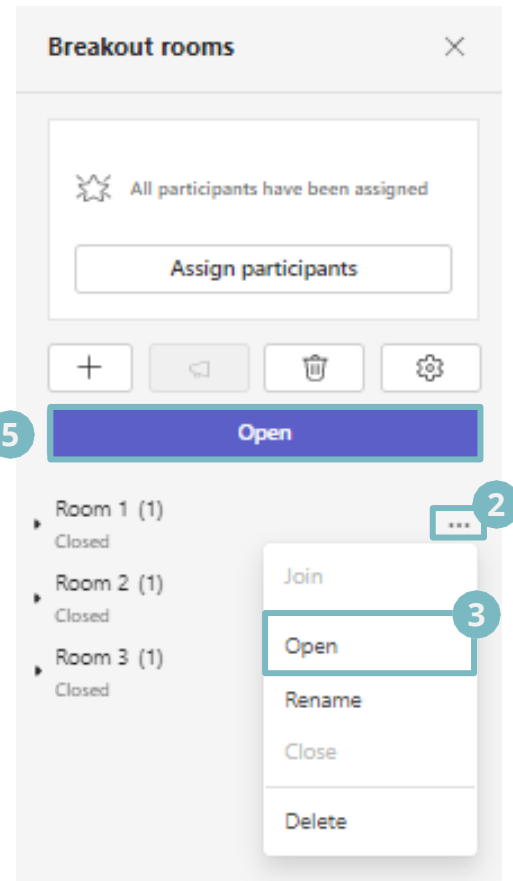 Breakout rooms
All participants have been assigned
Assign participants
5
Open
Room 1 (1)
Closed
2
...
Room 2 (1)
Closed
Room 3 (1)
Closed
Join
3
Open
Rename
Close
Delete